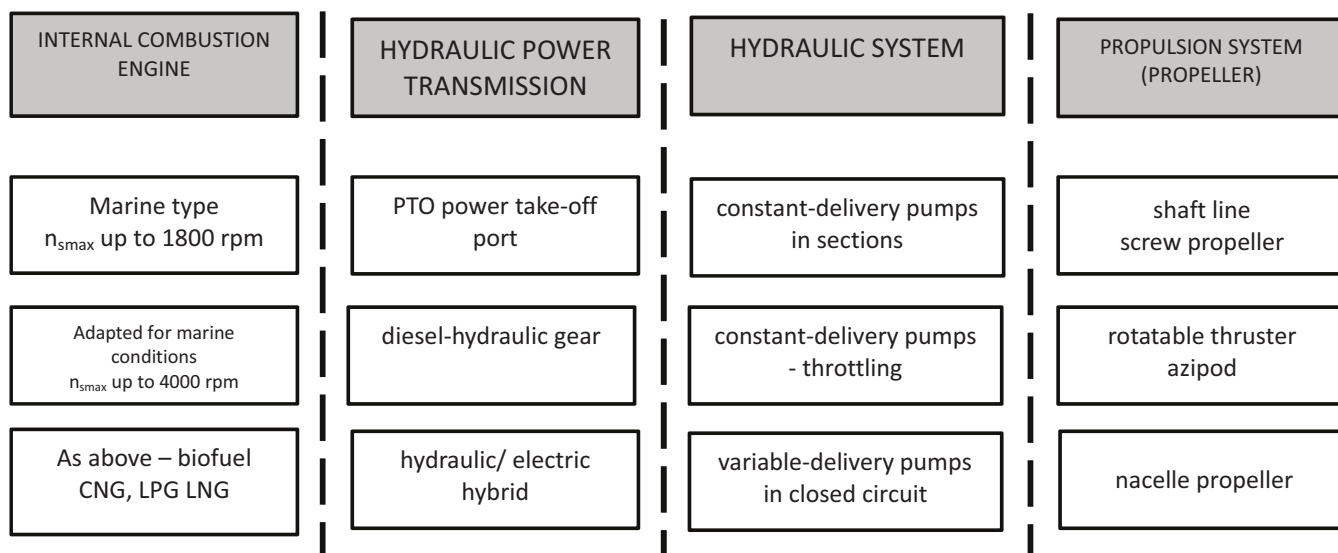 INTERNAL COMBUSTION
ENGINE
HYDRAULIC POWER
TRANSMISSION
HYDRAULIC SYSTEM
PROPULSION SYSTEM
(PROPELLER)
Marine type
nsmax up to 1800 rpm
PTO power take-off
port
constant-delivery pumps
in sections
shaft line
screw propeller
Adapted for marine
conditions
nsmax up to 4000 rpm
diesel-hydraulic gear
constant-delivery pumps
- throttling
rotatable thruster
azipod
As above – biofuel
CNG, LPG LNG
hydraulic/ electric
hybrid
variable-delivery pumps
in closed circuit
nacelle propeller